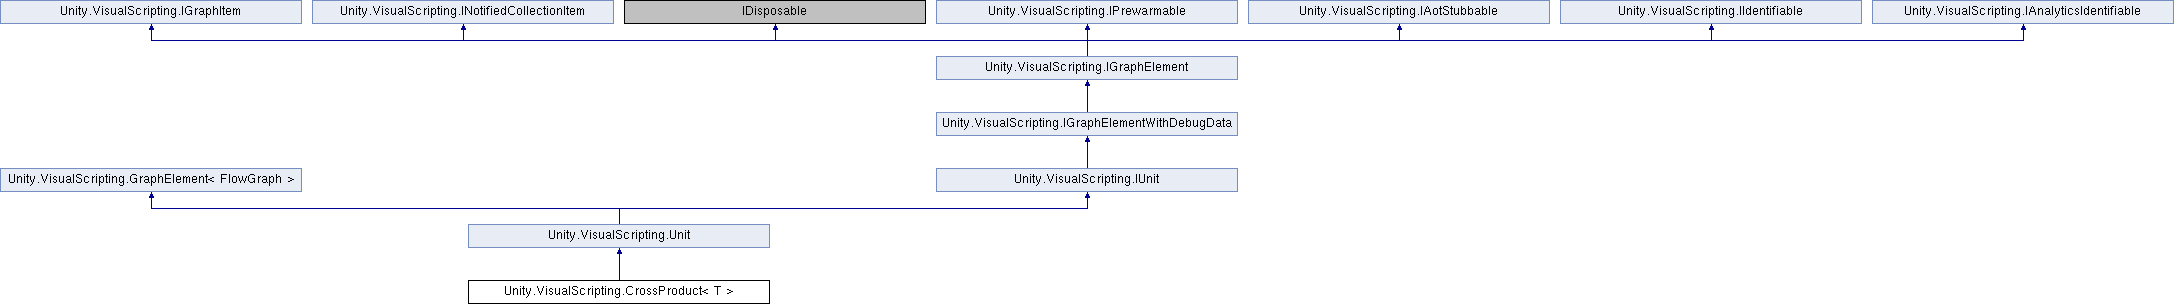 Unity.VisualScripting.IGraphItem
Unity.VisualScripting.INotifiedCollectionItem
IDisposable
Unity.VisualScripting.IPrewarmable
Unity.VisualScripting.IAotStubbable
Unity.VisualScripting.IIdentifiable
Unity.VisualScripting.IAnalyticsIdentifiable
Unity.VisualScripting.IGraphElement
Unity.VisualScripting.IGraphElementWithDebugData
Unity.VisualScripting.GraphElement< FlowGraph >
Unity.VisualScripting.IUnit
Unity.VisualScripting.Unit
Unity.VisualScripting.CrossProduct< T >